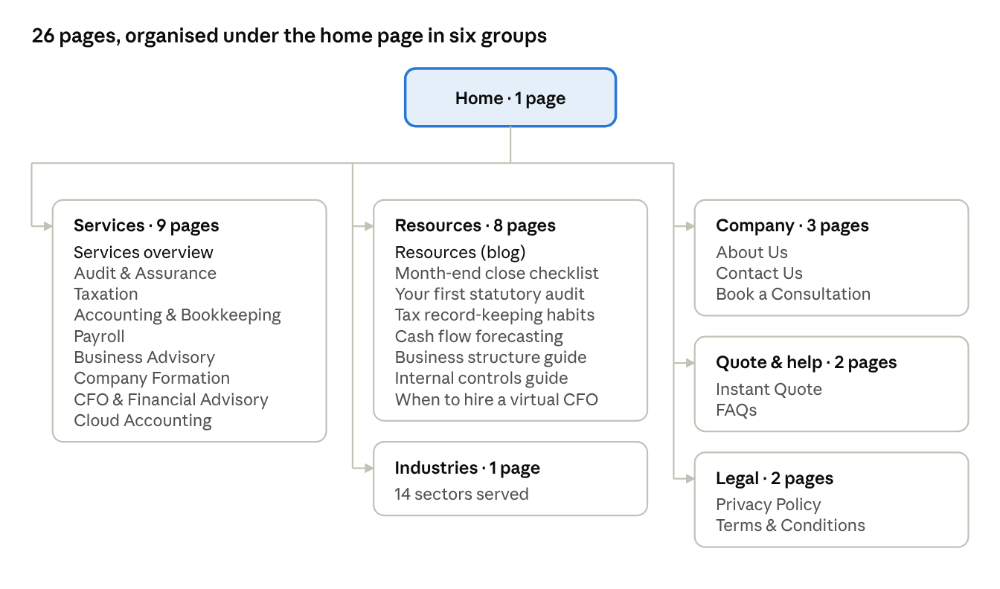 26 pages, organised under the home page in six groups
Home · 1 page
Services · 9 pages
Services overview
Audit & Assurance
Taxation
Accounting & Bookkeeping
Payroll
Business Advisory
Company Formation
CFO & Financial Advisory
Cloud Accounting
Resources · 8 pages
Resources (blog)
Month-end close checklist
Your first statutory audit
Tax record-keeping habits
Cash flow forecasting
Business structure guide
Internal controls guide
When to hire a virtual CFO
Industries · 1 page
14 sectors served
Company · 3 pages
About Us
Contact Us
Book a Consultation
Quote & help · 2 pages
Instant Quote
FAQs
Legal · 2 pages
Privacy Policy
Terms & Conditions